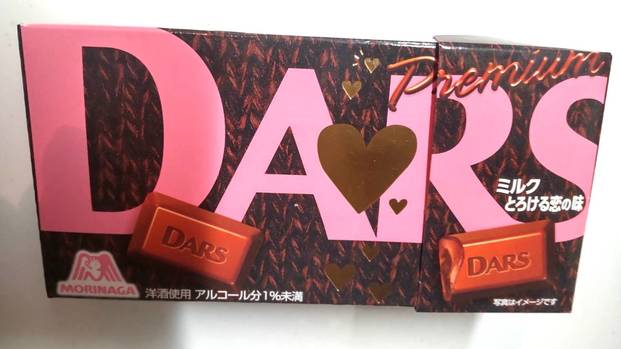 DARS
Premium
ミルク
とろける恋の味
DARS
DARS
MORINAGA
洋酒使用 アルコール分1%未満
写真はイメージです